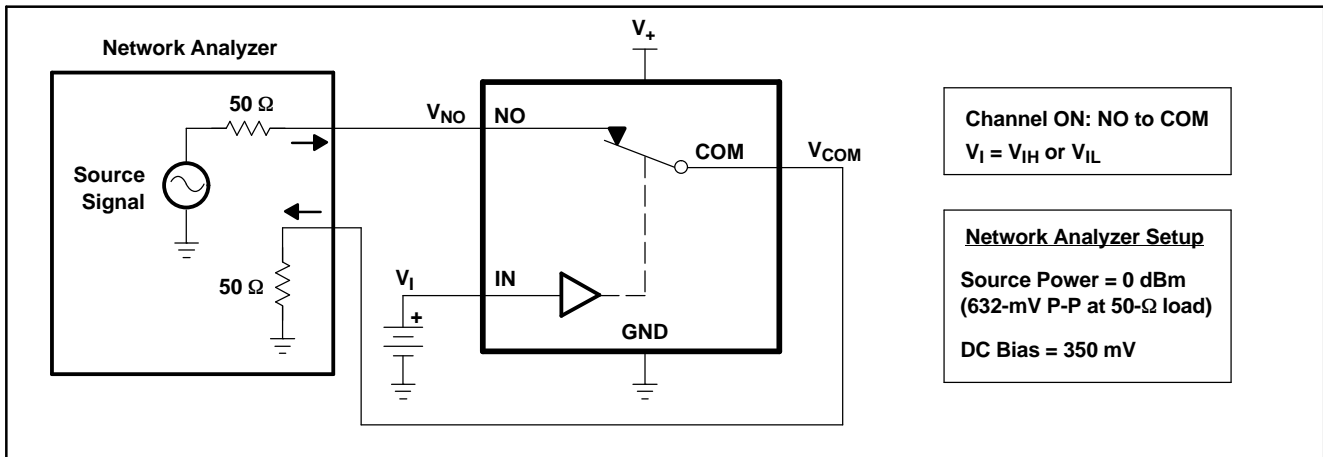 V+
Network Analyzer
50 Ω
VNO
NO
COM
VCOM
Source
Signal
50 Ω
VI
IN
+
GND
Channel ON: NO to COM
VI = VIH or VIL
Network Analyzer Setup
Source Power = 0 dBm
(632-mV P-P at 50-Ω load)
DC Bias = 350 mV